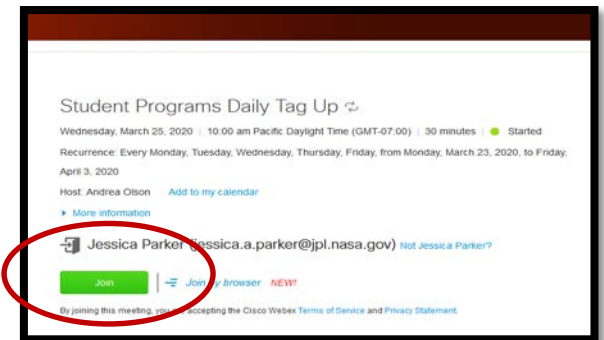 Student Programs Daily Tag Up
Wednesday, March 25, 2020 | 10:00 am Pacific Daylight Time (GMT-07:00) | 30 minutes | Started
Recurrence: Every Monday, Tuesday, Wednesday, Thursday, Friday, from Monday, March 23, 2020, to Friday,
April 3, 2020
Host: Andrea Olson Add to my calendar
More information
Jessica Parker (jessica.a.parker@jpl.nasa.gov) Not Jessica Parker?
Join | Join by browser NEW!
By joining this meeting, you are accepting the Cisco Webex Terms of Service and Privacy Statement.